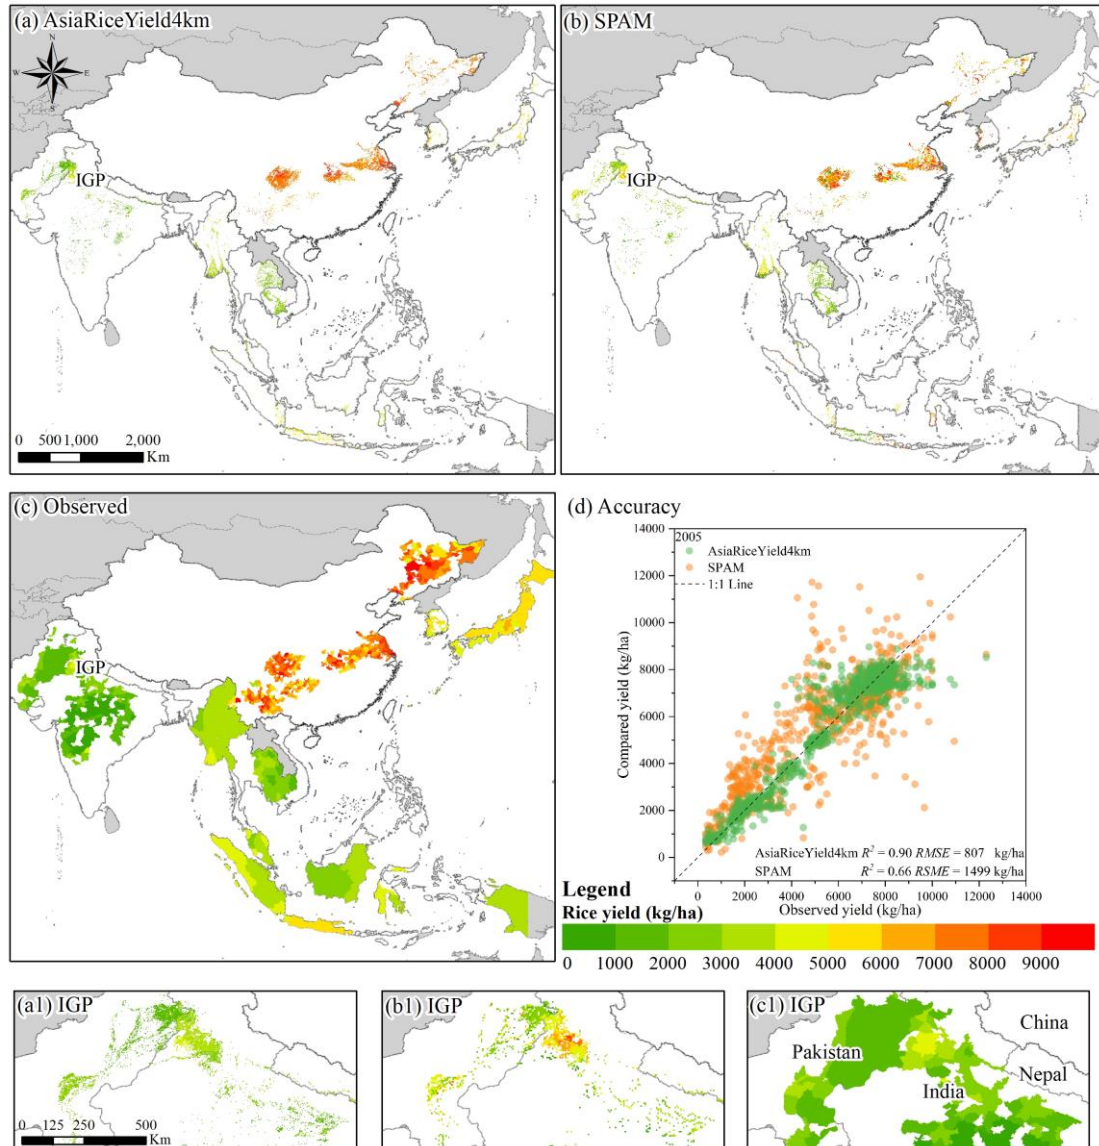 (a) AsiaRiceYield4km
N
W
E
S
IGP
0 500 1,000 2,000
Km
(b) SPAM
IGP
(c) Observed
IGP
(d) Accuracy
14000
12000
10000
8000
6000
4000
2000
0
Compared yield (kg/ha)
2005
AsiaRiceYield4km
SPAM
1:1 Line
AsiaRiceYield4km R² = 0.90 RMSE = 807 kg/ha
SPAM R² = 0.66 RSME = 1499 kg/ha
0 2000 4000 6000 8000 10000 12000 14000
Observed yield (kg/ha)
Legend
Rice yield (kg/ha)
0 1000 2000 3000 4000 5000 6000 7000 8000 9000
(a1) IGP
0 125 250 500
Km
(b1) IGP
(c1) IGP
China
Pakistan
Nepal
India